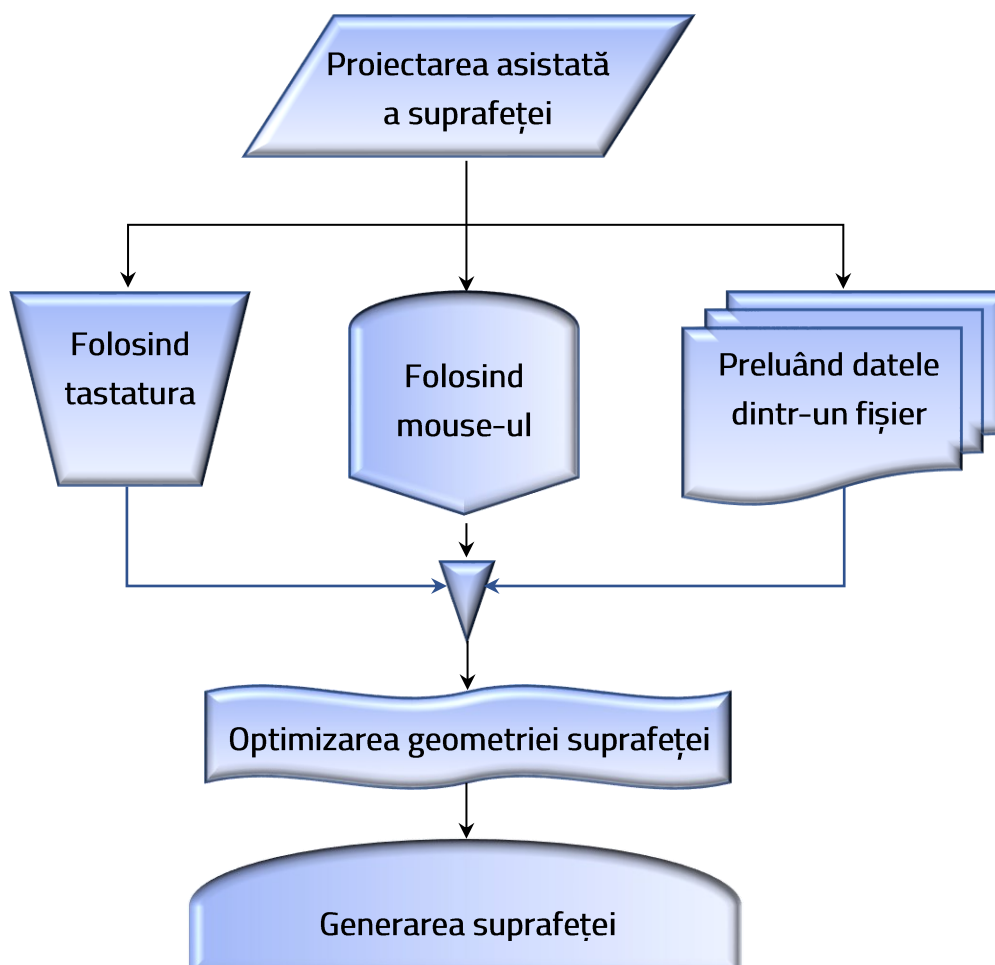 Proiectarea asistată
a suprafeței
Folosind
tastatura
Folosind
mouse-ul
Preluând datele
dintr-un fișier
Optimizarea geometriei suprafeței
Generarea suprafeței